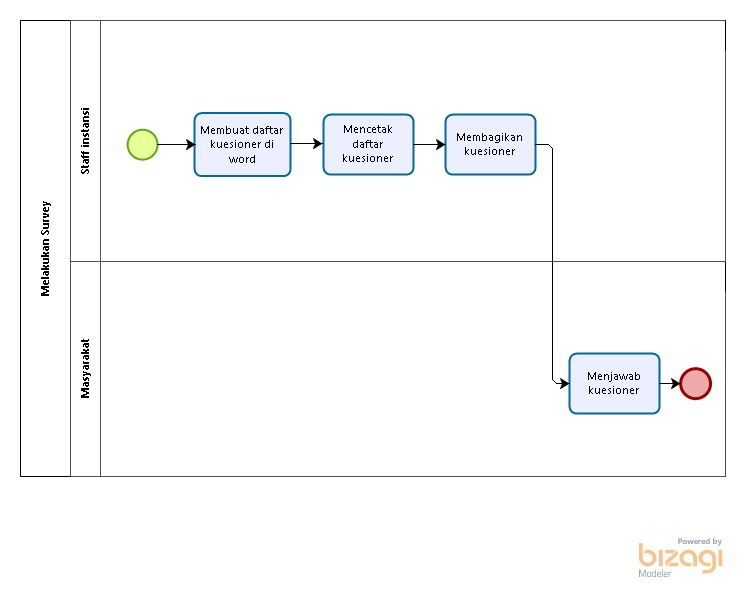 Melakukan Survey
Staff instansi
Membuat daftar
kuesioner di
word
Mencetak
daftar
kuesioner
Membagikan
kuesioner
Masyarakat
Menjawab
kuesioner
Powered by
bizagi
Modeler